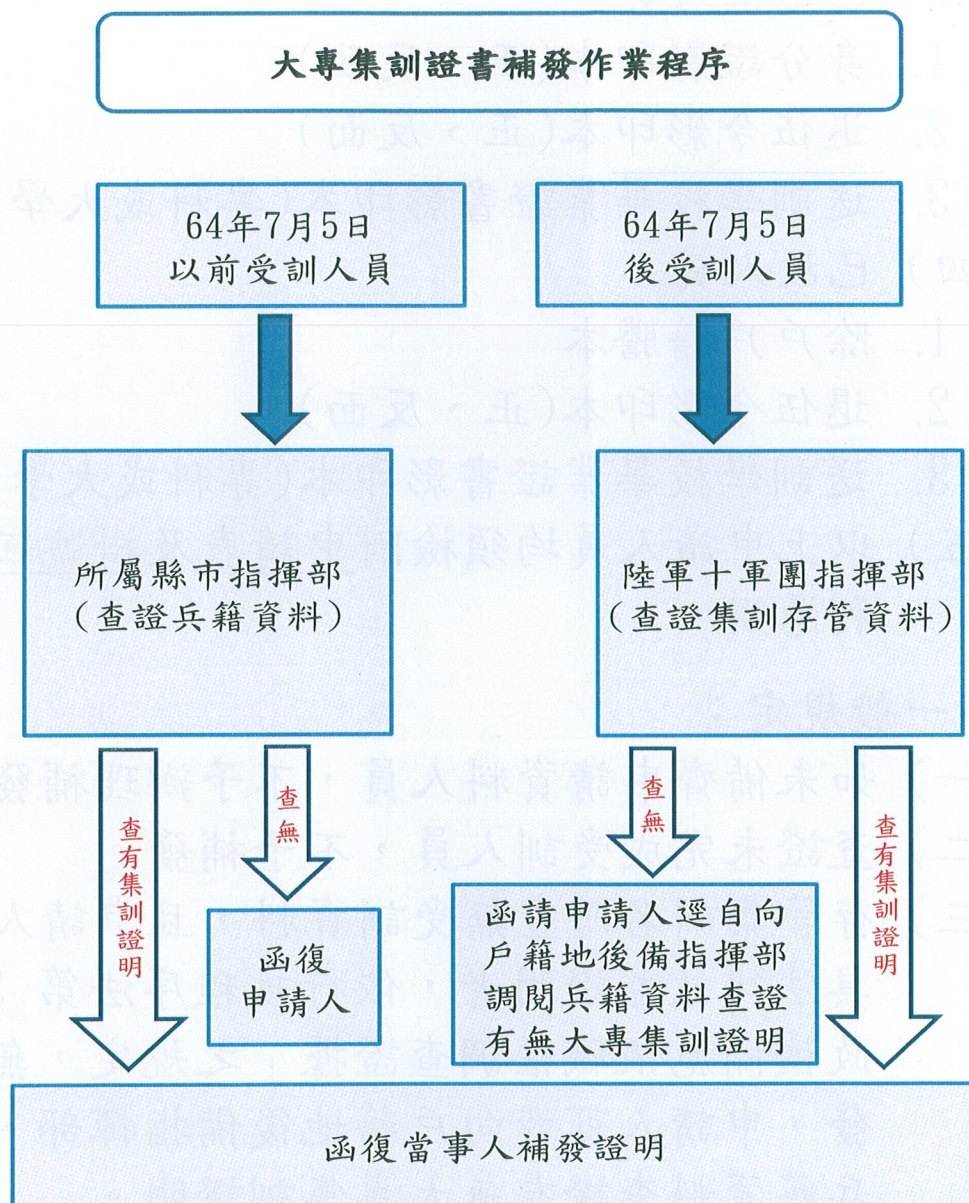 大專集訓證書補發作業程序
64年7月5日
以前受訓人員
64年7月5日
後受訓人員
所屬縣市指揮部
(查證兵籍資料)
陸軍十軍團指揮部
(查證集訓存管資料)
查有集訓證明
查無
查無
查有集訓證明
函復
申請人
函請申請人逕自向
戶籍地後備指揮部
調閱兵籍資料查證
有無大專集訓證明
函復當事人補發證明